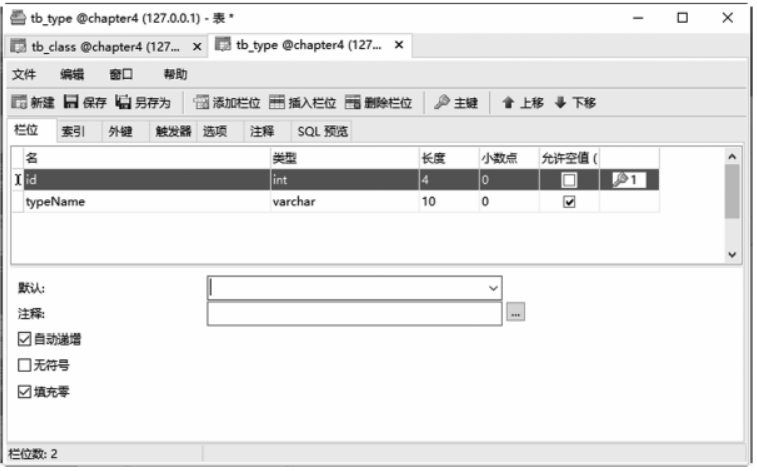 tb_type @chapter4 (127.0.0.1) - 表 *
tb_class @chapter4 (127... × tb_type @chapter4 (127... ×
文件 编辑 窗口 帮助
新建 保存 另存为 添加栏位 插入栏位 删除栏位 主键 上移 下移
栏位 索引 外键 触发器 选项 注释 SQL 预览
名 类型 长度 小数点 允许空值 (
id int 4 0 1
typeName varchar 10 0
默认:
注释: ...
自动递增
无符号
填充零
栏位数: 2